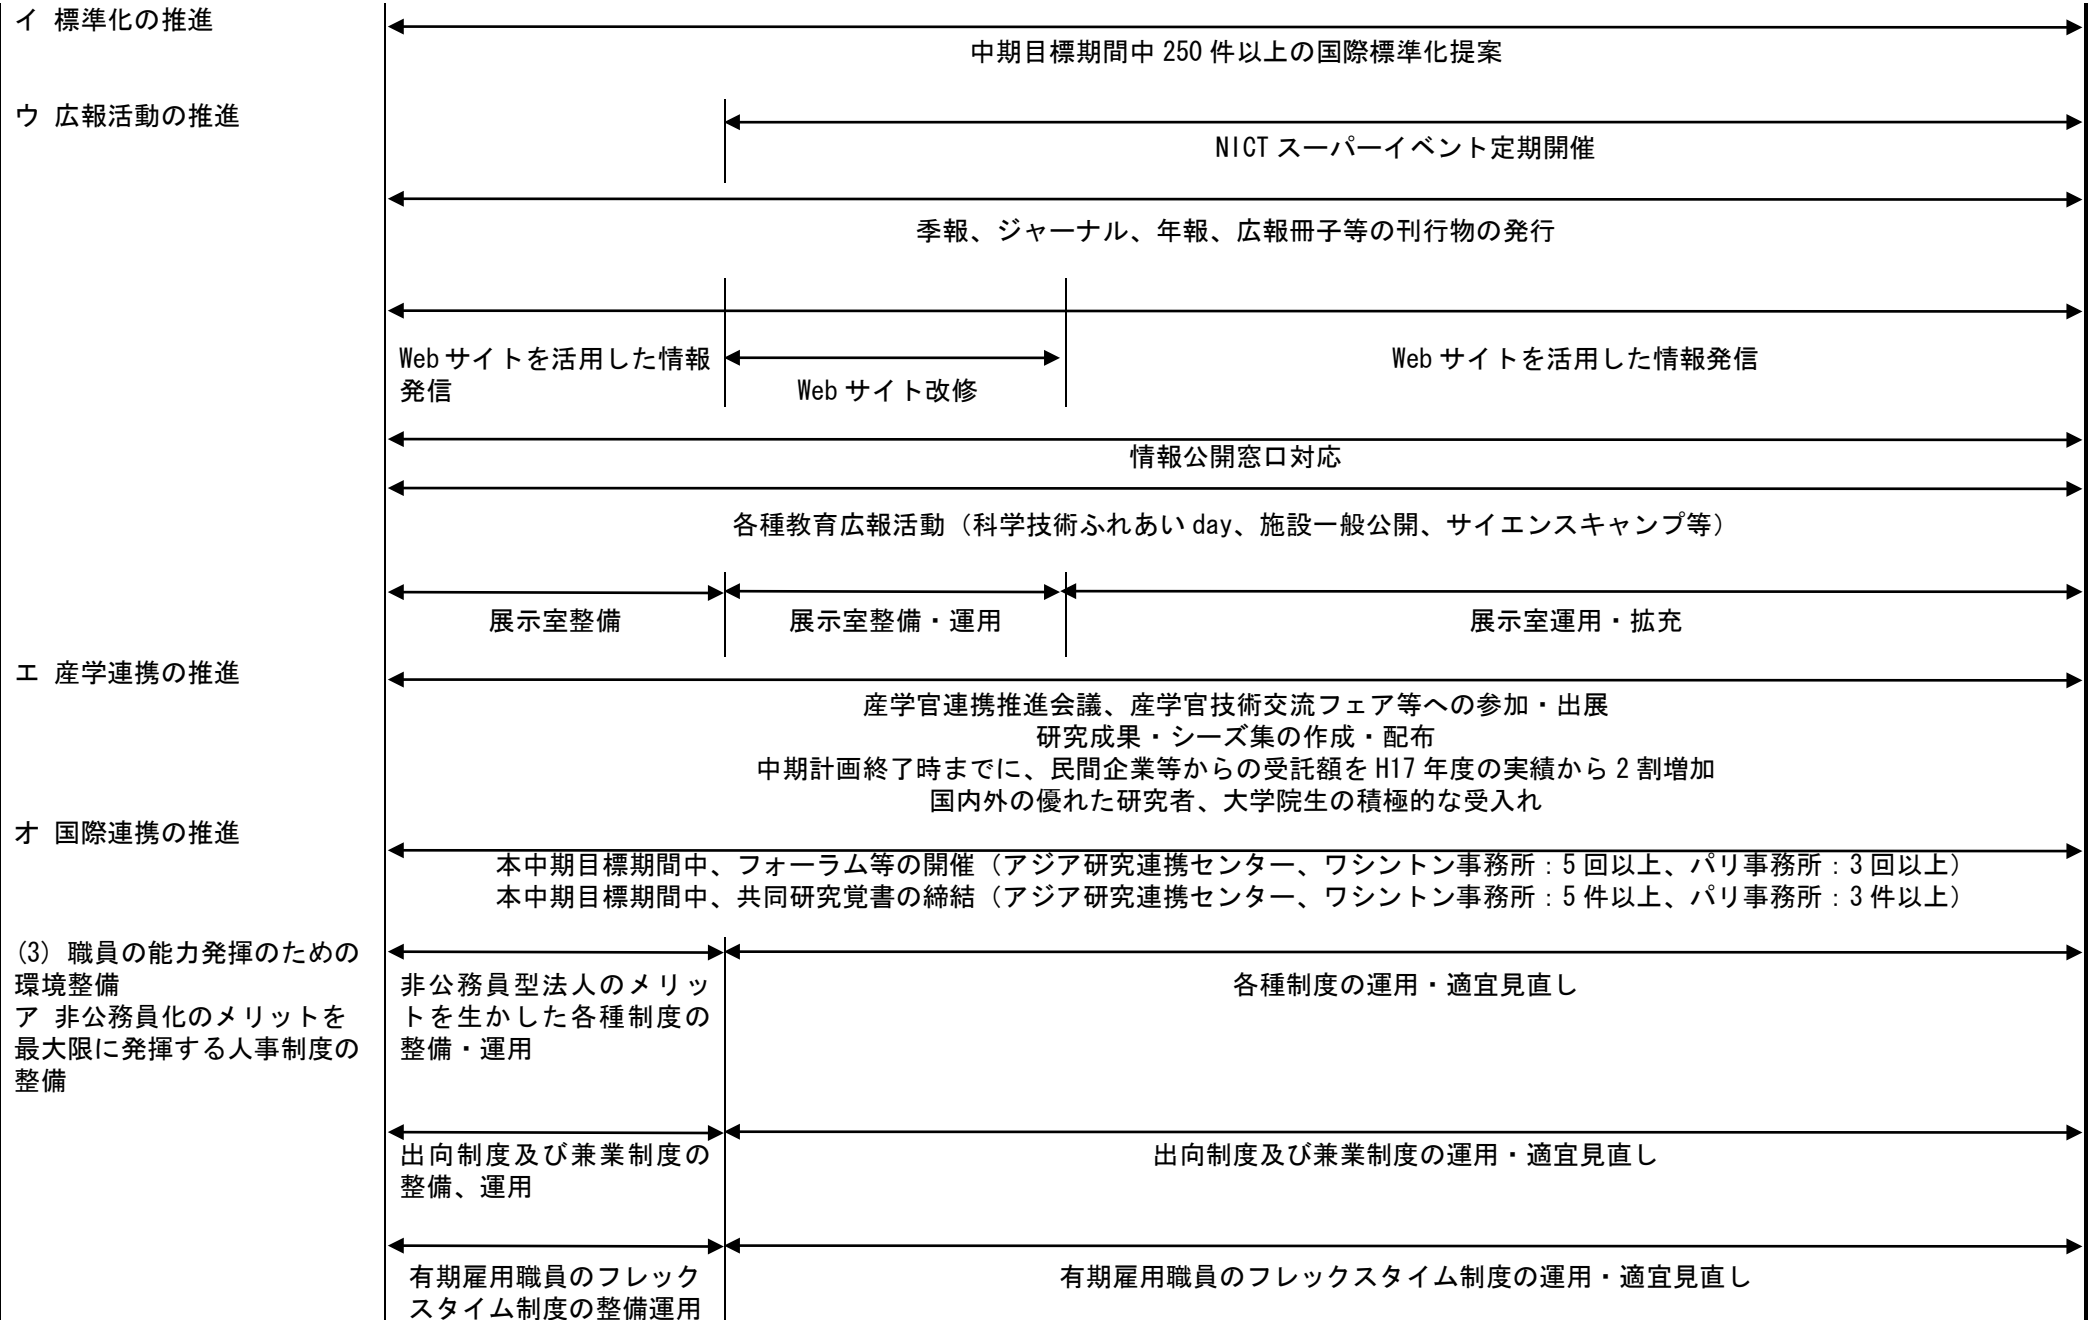 イ 標準化の推進
中期目標期間中 250 件以上の国際標準化提案
ウ 広報活動の推進
NICT スーパーイベント定期開催
季報、ジャーナル、年報、広報冊子等の刊行物の発行
Web サイトを活用した情報
発信
Web サイト改修
Web サイトを活用した情報発信
情報公開窓口対応
各種教育広報活動（科学技術ふれあい day、施設一般公開、サイエンスキャンプ等）
展示室整備
展示室整備・運用
展示室運用・拡充
エ 産学連携の推進
産学官連携推進会議、産学官技術交流フェア等への参加・出展
研究成果・シーズ集の作成・配布
中期計画終了時までに、民間企業等からの受託額を H17 年度の実績から 2 割増加
国内外の優れた研究者、大学院生の積極的な受入れ
オ 国際連携の推進
本中期目標期間中、フォーラム等の開催（アジア研究連携センター、ワシントン事務所：5 回以上、パリ事務所：3 回以上）
本中期目標期間中、共同研究覚書の締結（アジア研究連携センター、ワシントン事務所：5 件以上、パリ事務所：3 件以上）
(3) 職員の能力発揮のための
環境整備
ア 非公務員化のメリットを
最大限に発揮する人事制度の
整備
非公務員型法人のメリッ
トを生かした各種制度の
整備・運用
各種制度の運用・適宜見直し
出向制度及び兼業制度の
整備、運用
出向制度及び兼業制度の運用・適宜見直し
有期雇用職員のフレック
スタイム制度の整備運用
有期雇用職員のフレックスタイム制度の運用・適宜見直し